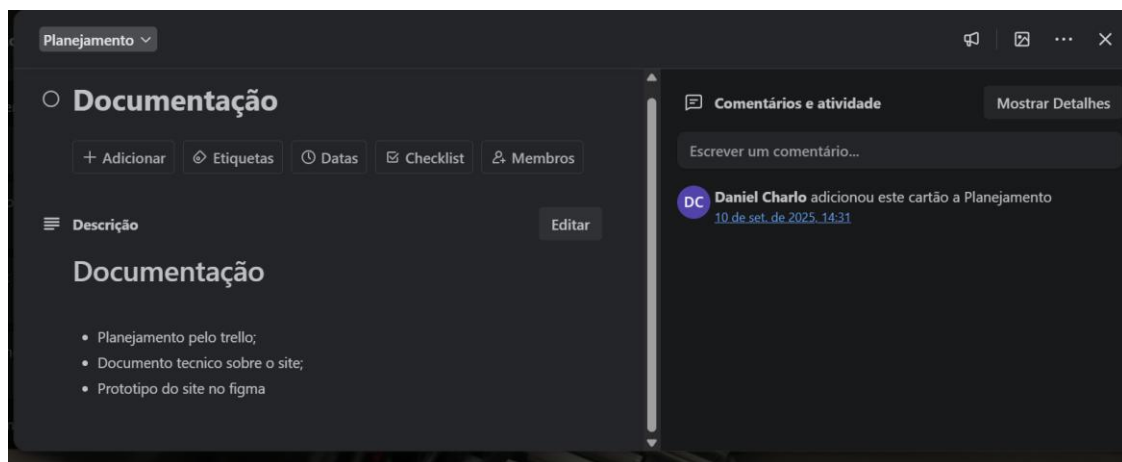 Planejamento
Documentação
+ Adicionar Etiquetas Datas Checklist Membros
Descrição Editar
Documentação
• Planejamento pelo trello;
• Documento tecnico sobre o site;
• Prototipo do site no figma
Comentários e atividade Mostrar Detalhes
Escrever um comentário...
DC Daniel Charlo adicionou este cartão a Planejamento
10 de set. de 2025, 14:31